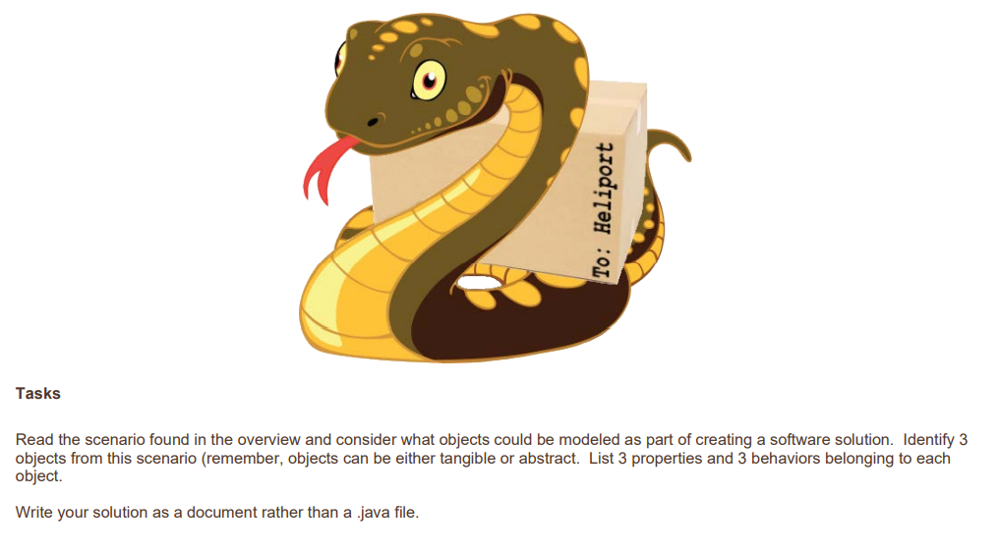 To: Heliport
Tasks
Read the scenario found in the overview and consider what objects could be modeled as part of creating a software solution.  Identify 3
objects from this scenario (remember, objects can be either tangible or abstract.  List 3 properties and 3 behaviors belonging to each
object.
Write your solution as a document rather than a .java file.